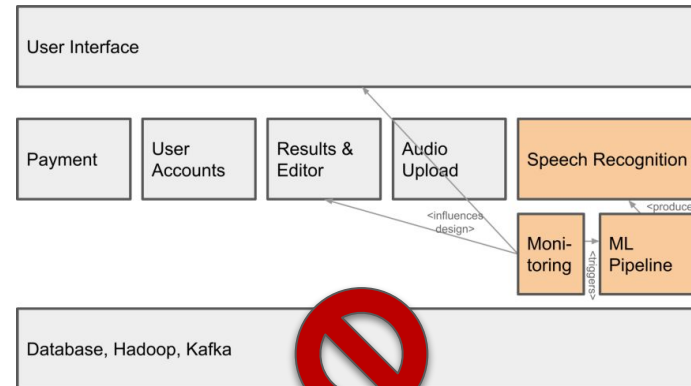 User Interface
Payment
User
Accounts
Results &
Editor
Audio
Upload
Speech Recognition
<influences
design>
<produce
Moni-
toring
<triggers>
ML
Pipeline
Database, Hadoop, Kafka